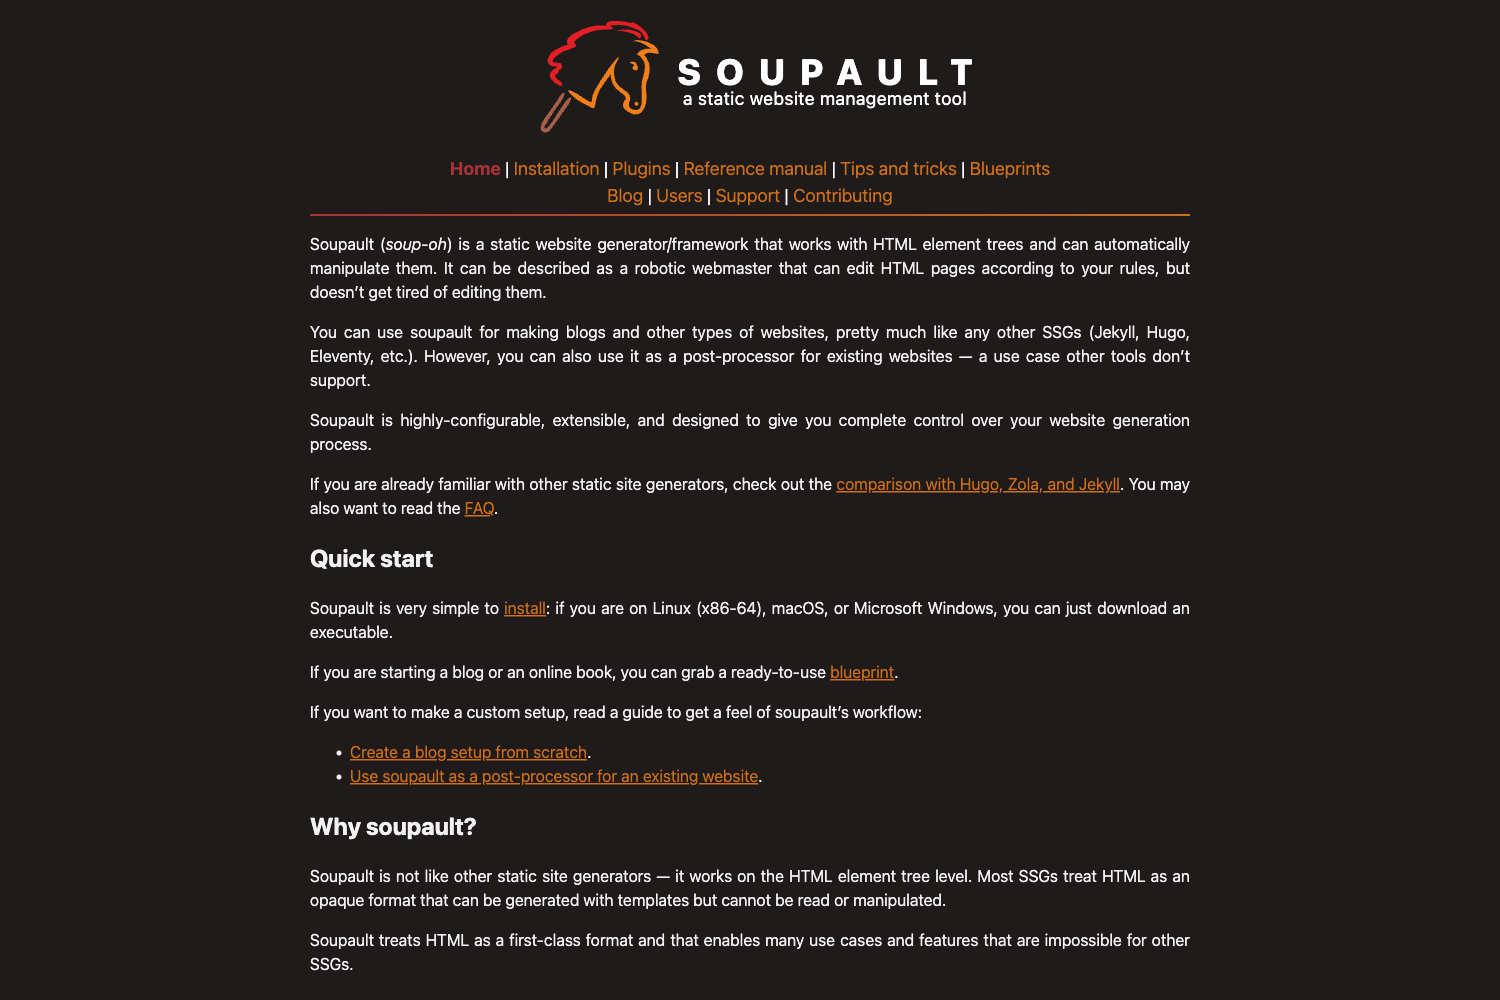 SOUPAULT
a static website management tool
Home | Installation | Plugins | Reference manual | Tips and tricks | Blueprints
Blog | Users | Support | Contributing
Soupault (soup-oh) is a static website generator/framework that works with HTML element trees and can automatically
manipulate them. It can be described as a robotic webmaster that can edit HTML pages according to your rules, but
doesn’t get tired of editing them.
You can use soupault for making blogs and other types of websites, pretty much like any other SSGs (Jekyll, Hugo,
Eleventy, etc.). However, you can also use it as a post-processor for existing websites — a use case other tools don’t
support.
Soupault is highly-configurable, extensible, and designed to give you complete control over your website generation
process.
If you are already familiar with other static site generators, check out the comparison with Hugo, Zola, and Jekyll. You may
also want to read the FAQ.
Quick start
Soupault is very simple to install: if you are on Linux (x86-64), macOS, or Microsoft Windows, you can just download an
executable.
If you are starting a blog or an online book, you can grab a ready-to-use blueprint.
If you want to make a custom setup, read a guide to get a feel of soupault’s workflow:
• Create a blog setup from scratch.
• Use soupault as a post-processor for an existing website.
Why soupault?
Soupault is not like other static site generators — it works on the HTML element tree level. Most SSGs treat HTML as an
opaque format that can be generated with templates but cannot be read or manipulated.
Soupault treats HTML as a first-class format and that enables many use cases and features that are impossible for other
SSGs.